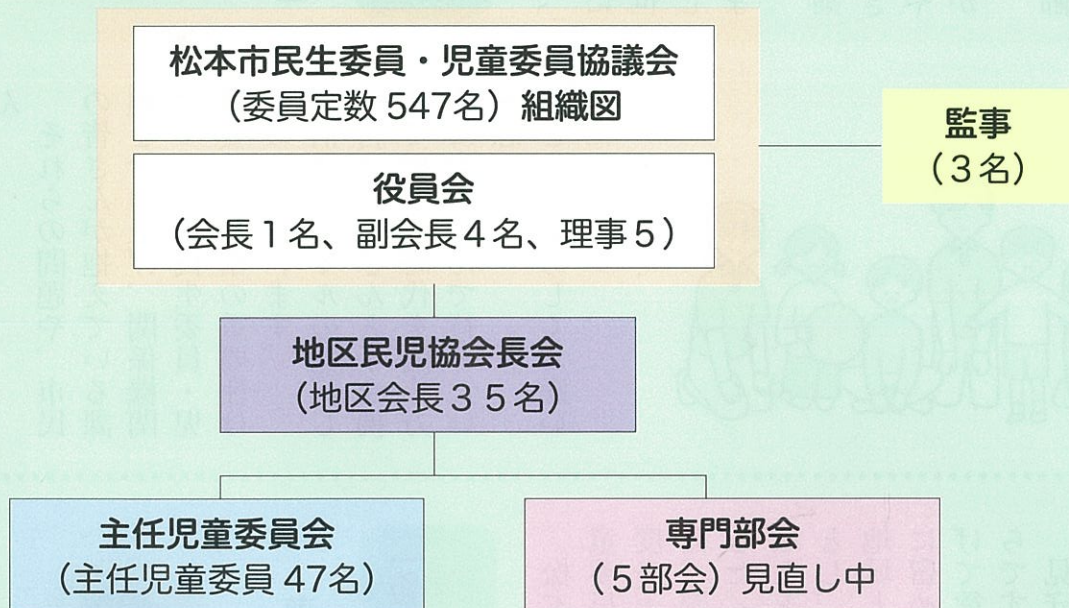 松本市民生委員・児童委員協議会
（委員定数 547名）組織図
役員会
（会長１名、副会長４名、理事５）
監事
（３名）
地区民児協会長会
（地区会長３５名）
主任児童委員会
（主任児童委員 47名）
専門部会
（５部会）見直し中